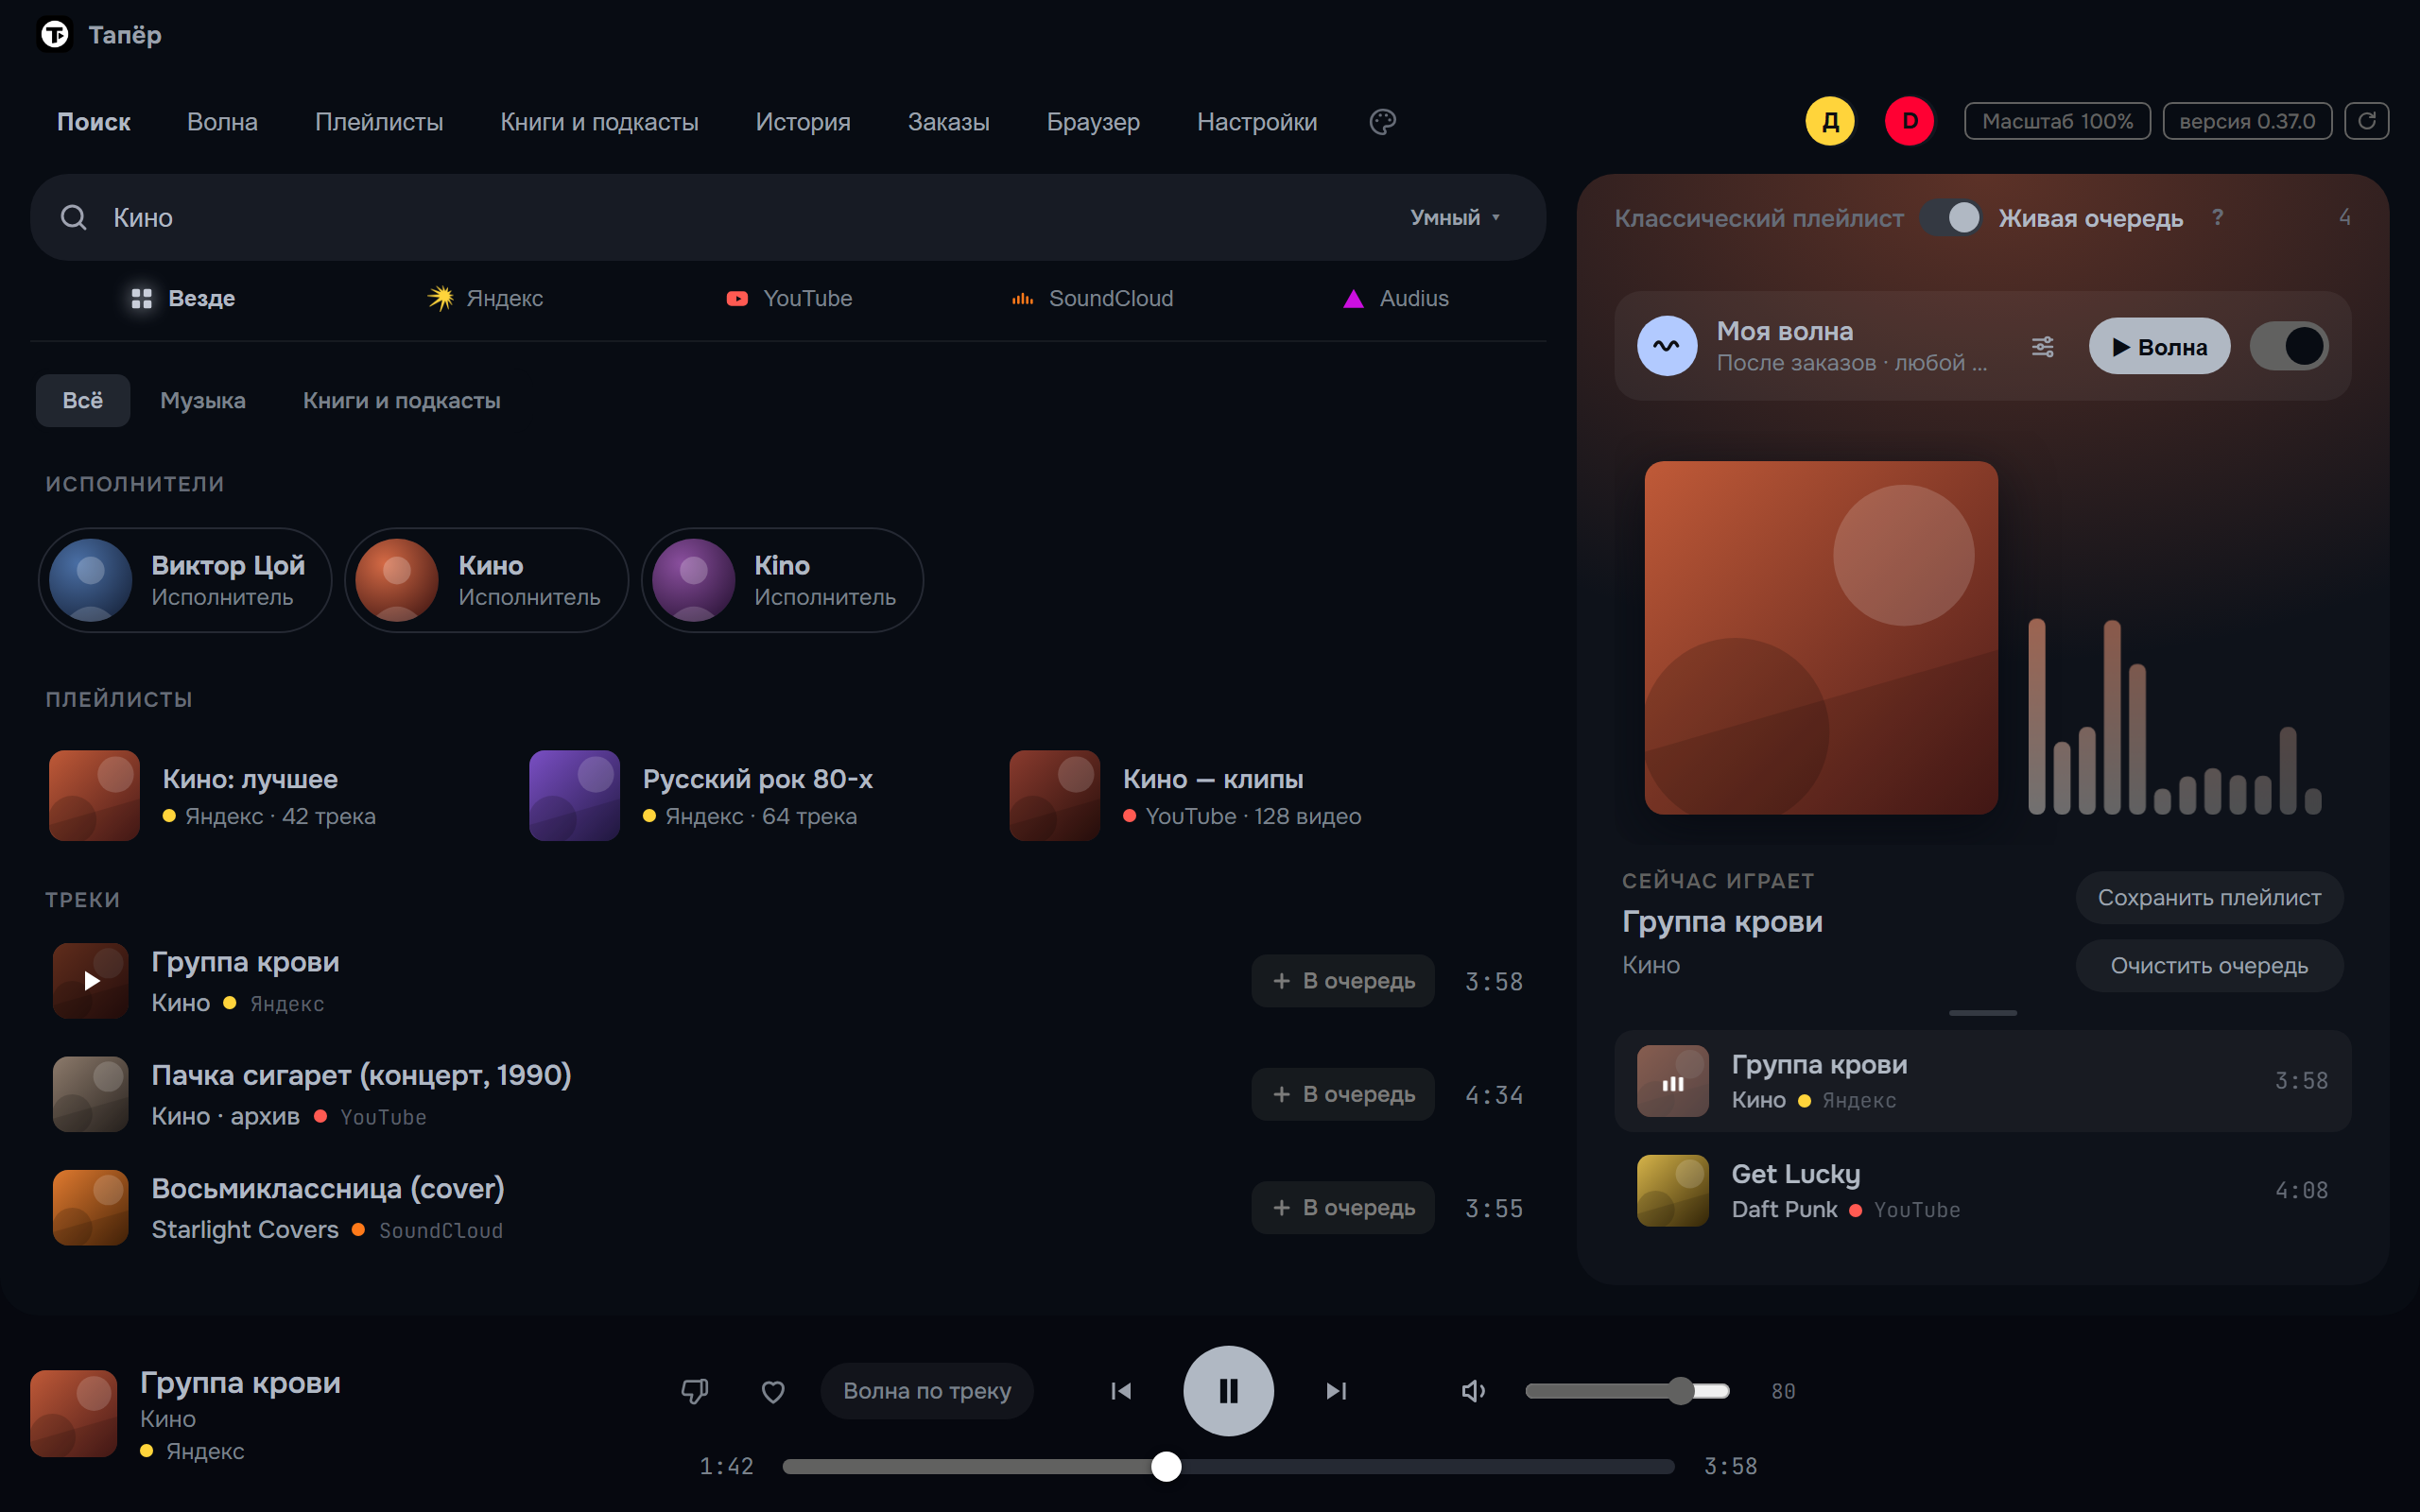 Тапёр
Поиск Волна Плейлисты Книги и подкасты История Заказы Браузер Настройки
Д D Масштаб 100% версия 0.37.0
Кино Умный
Везде Яндекс YouTube SoundCloud Audius
Всё Музыка Книги и подкасты
ИСПОЛНИТЕЛИ
Виктор Цой
Исполнитель
Кино
Исполнитель
Kino
Исполнитель
ПЛЕЙЛИСТЫ
Кино: лучшее
Яндекс · 42 трека
Русский рок 80-х
Яндекс · 64 трека
Кино — клипы
YouTube · 128 видео
ТРЕКИ
Группа крови
Кино Яндекс
+ В очередь 3:58
Пачка сигарет (концерт, 1990)
Кино · архив YouTube
+ В очередь 4:34
Восьмиклассница (cover)
Starlight Covers SoundCloud
+ В очередь 3:55
Классический плейлист Живая очередь ? 4
Моя волна
После заказов · любой ...
Волна
СЕЙЧАС ИГРАЕТ
Группа крови
Кино
Сохранить плейлист
Очистить очередь
Группа крови
Кино Яндекс
3:58
Get Lucky
Daft Punk YouTube
4:08
Группа крови
Кино
Яндекс
Волна по треку
80
1:42 3:58